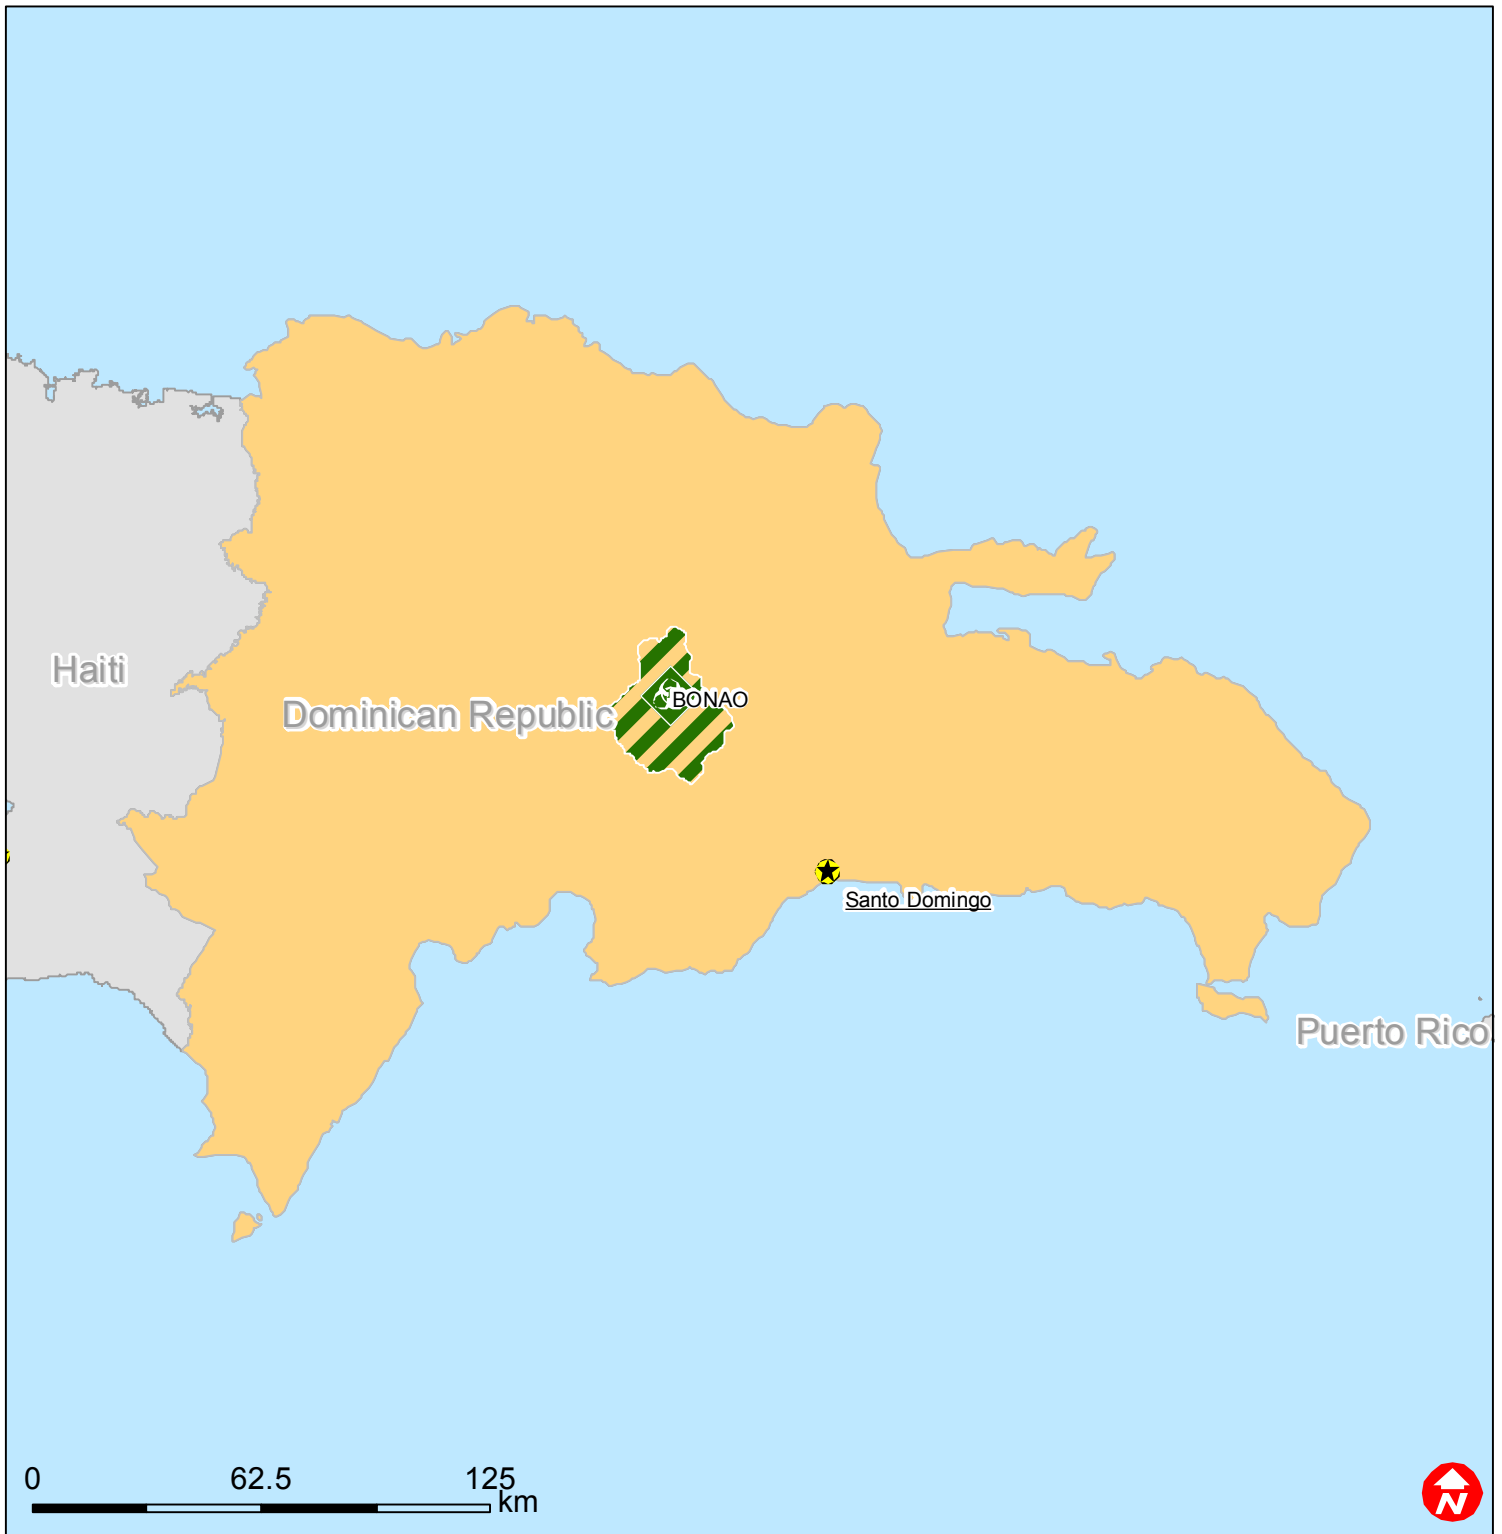 Haiti
Dominican Republic
BONAO
Santo Domingo
Puerto Rico
0 62.5 125
km
N